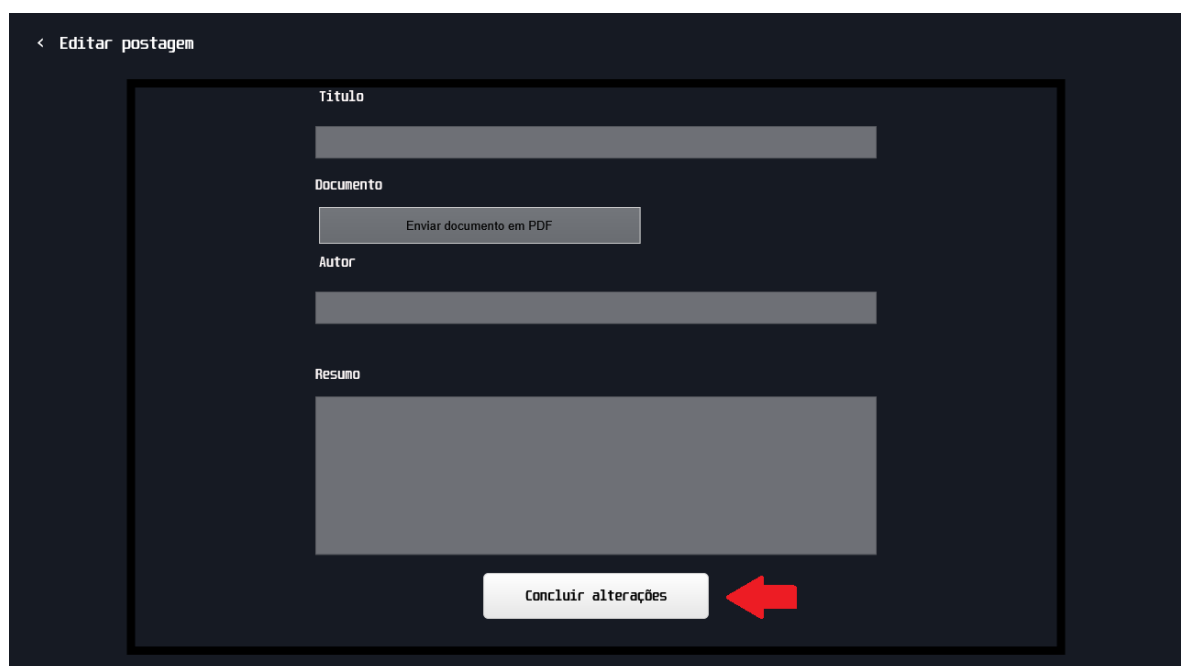 < Editar postagem
Titulo
Documento
Enviar documento em PDF
Autor
Resumo
Concluir alterações